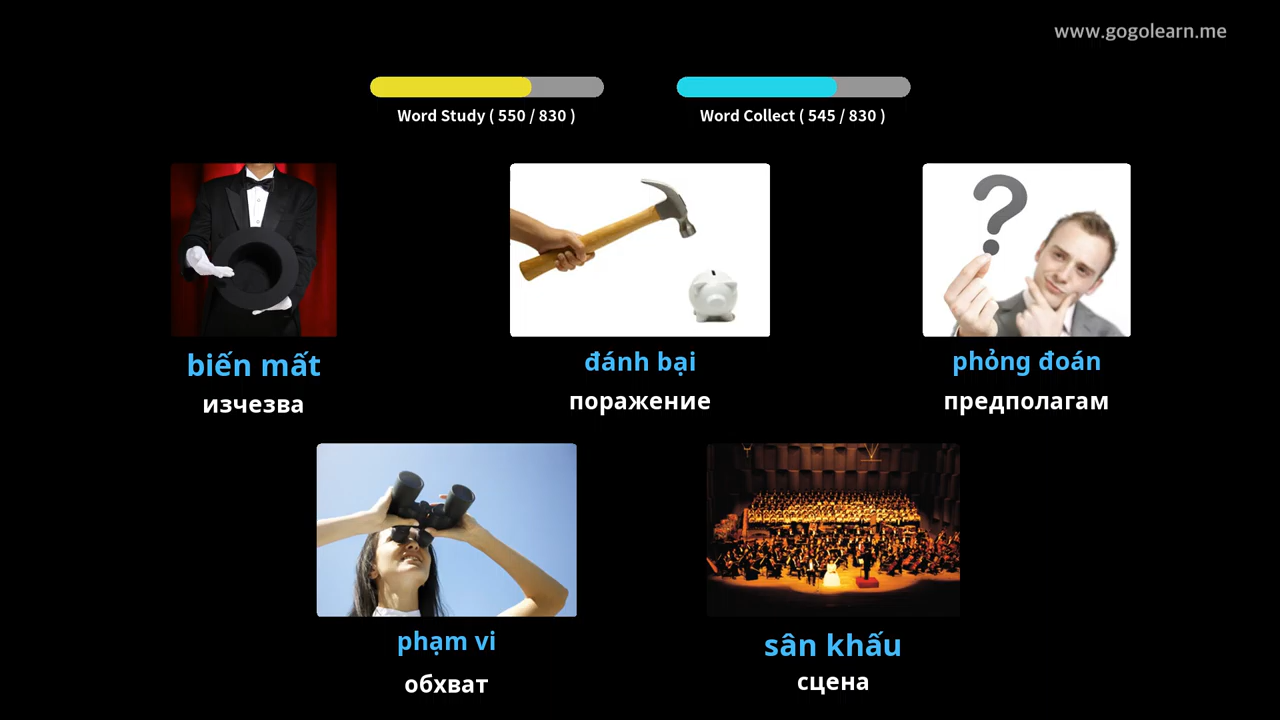 www.gogolearn.me
Word Study ( 550 / 830 )
Word Collect ( 545 / 830 )
biến mất
изчезва
đánh bại
поражение
phỏng đoán
предполагам
phạm vi
обхват
sân khấu
сцена